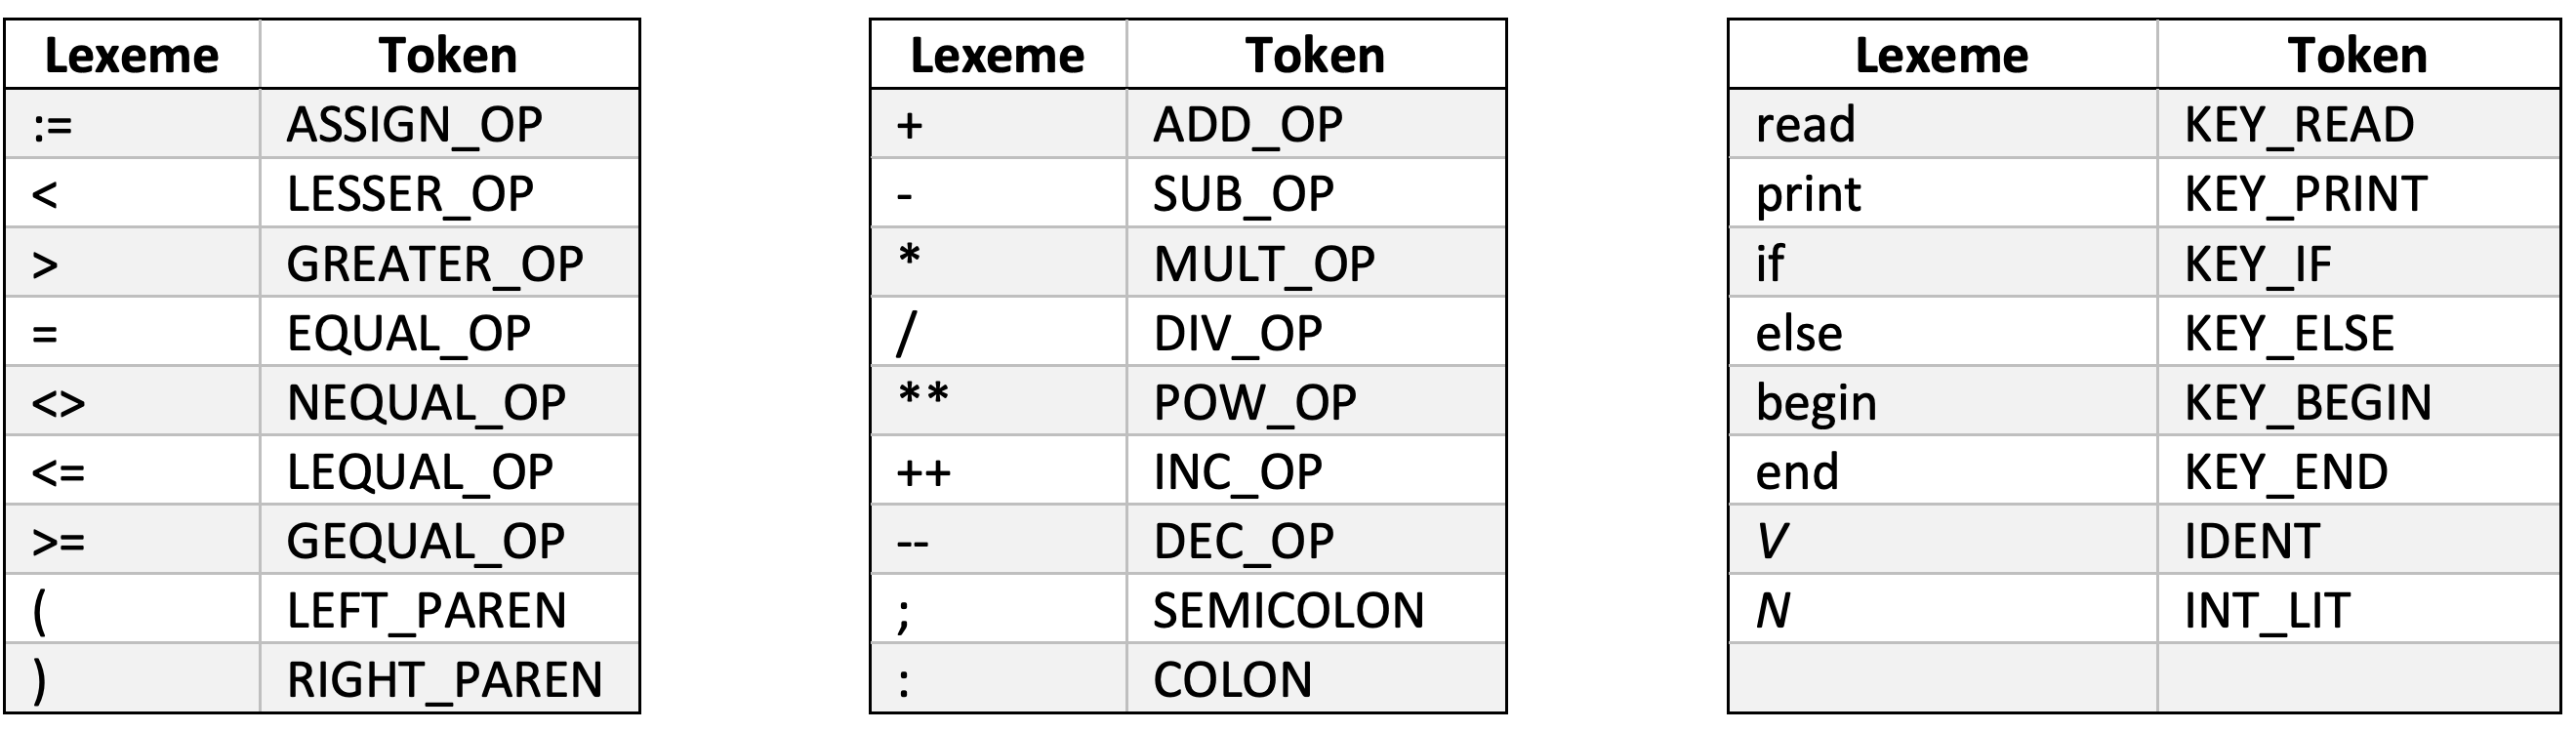 Lexeme Token
:= ASSIGN_OP
< LESSER_OP
> GREATER_OP
= EQUAL_OP
<> NEQUAL_OP
<= LEQUAL_OP
>= GEQUAL_OP
( LEFT_PAREN
) RIGHT_PAREN
Lexeme Token
+ ADD_OP
- SUB_OP
* MULT_OP
/ DIV_OP
** POW_OP
++ INC_OP
-- DEC_OP
; SEMICOLON
: COLON
Lexeme Token
read KEY_READ
print KEY_PRINT
if KEY_IF
else KEY_ELSE
begin KEY_BEGIN
end KEY_END
V IDENT
N INT_LIT